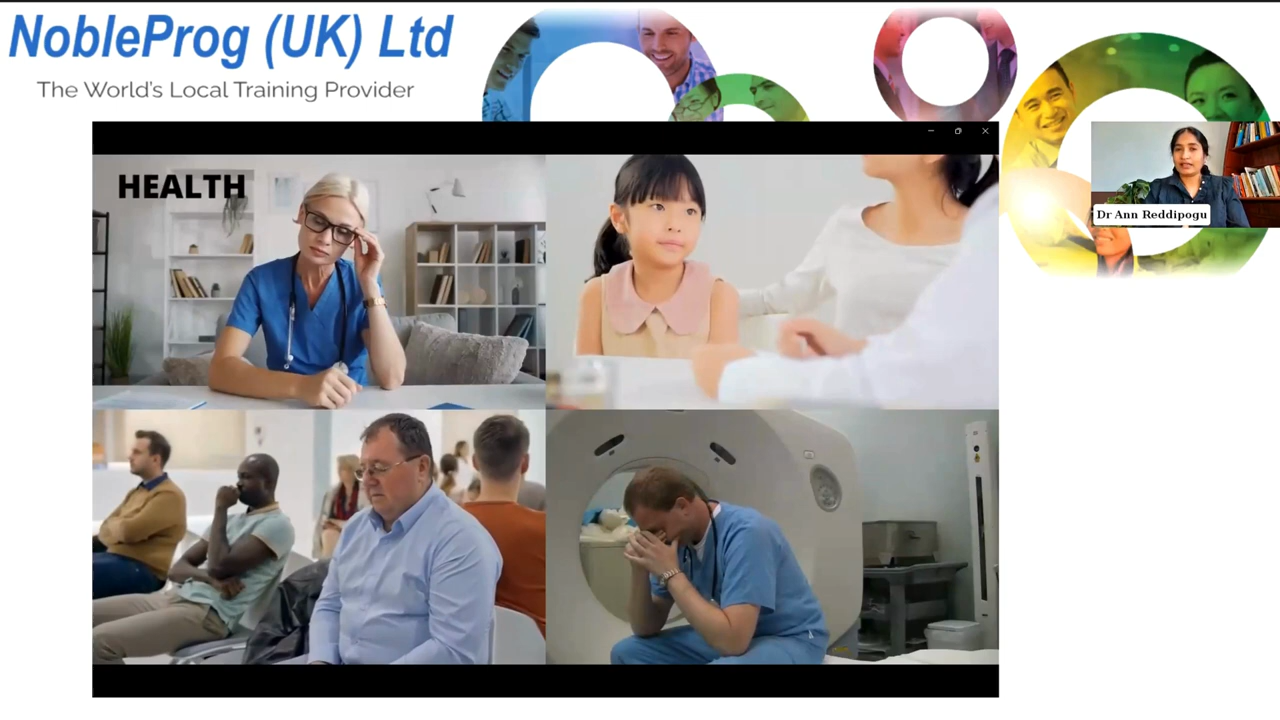 NobleProg (UK) Ltd
The World's Local Training Provider
HEALTH
Dr Ann Reddipogu